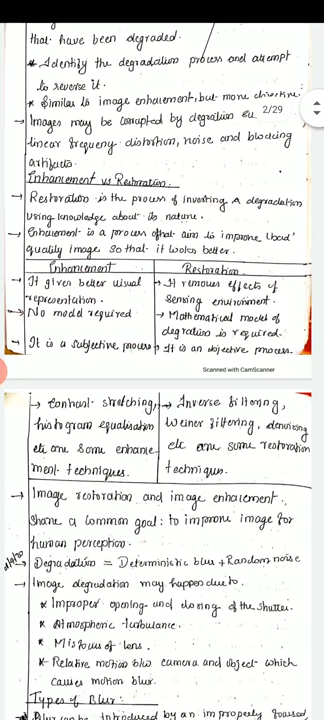 that have been degraded.
* Identify the degradation process and attempt
to reverse it.
* Similar to image enhancement, but more objective.
→ Images may be corrupted by degration such
2/29
linear frequency distortion, noise and blocking
artifacts.
Enhancement vs Restoration.
→ Restoration is the process of inverting A degradation
using knowledge about its nature.
→ Enhancement is a process that aims to improve 'bad'
quality image so that it looks better.
Enhancement Restoration
→ It gives better visual → It removes effects of
representation. sensing environment.
→ No model required → Mathematical model of
degration is required.
→ It is a subjective process → It is an objective process.
Scanned with CamScanner
→ Contrast stretching, → Inverse filtering,
histogram equalisation Weiner filtering, denoising
etc are some enhance etc are some restoration
ment techniques. techniques.
→ Image restoration and image enhancement
share a common goal: to improve image for
human perception.
→ Degradation = Deterministic blur + Random noise
→ Image degradation may happen due to.
* Improper opening and closing of the shutter.
* Atmospheric turbulance.
* Misfocus of lens.
* Relative motion b/w camera and object which
causes motion blur.
Types of Blur:
Blur can be introduced by an improperly focused